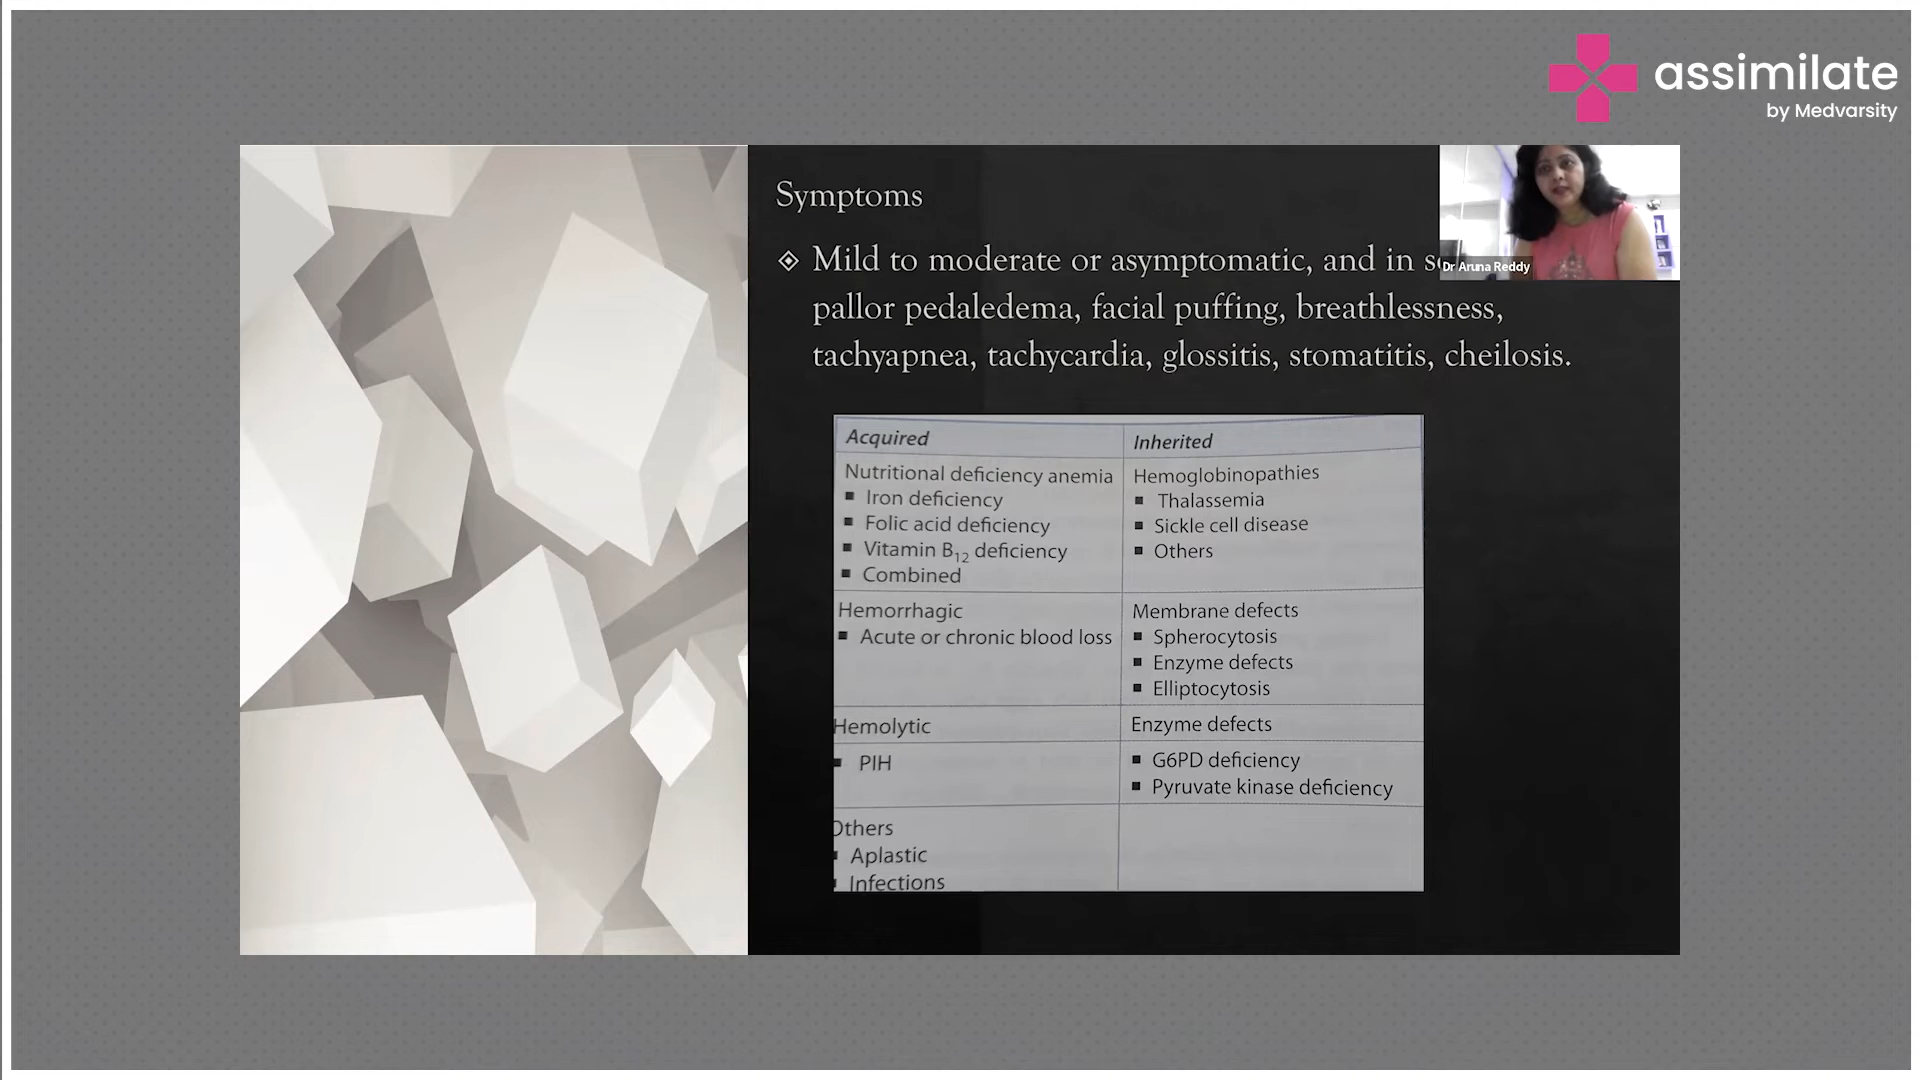 assimilate
by Medvarsity
Symptoms
Mild to moderate or asymptomatic, and in
pallor pedaledema, facial puffing, breathlessness,
tachyapnea, tachycardia, glossitis, stomatitis, cheilosis.
Dr Aruna Reddy
Acquired
Nutritional deficiency anemia
Iron deficiency
Folic acid deficiency
Vitamin B12 deficiency
Combined
Inherited
Hemoglobinopathies
Thalassemia
Sickle cell disease
Others
Hemorrhagic
Acute or chronic blood loss
Membrane defects
Spherocytosis
Enzyme defects
Elliptocytosis
Hemolytic
PIH
Enzyme defects
G6PD deficiency
Pyruvate kinase deficiency
Others
Aplastic
Infections